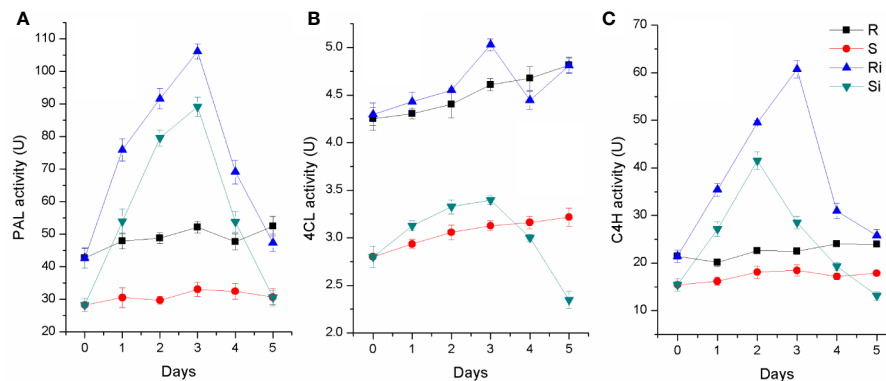 A
PAL activity (U)
110
100
90
80
70
60
50
40
30
20
0 1 2 3 4 5
Days
B
4CL activity (U)
5.0
4.5
4.0
3.5
3.0
2.5
2.0
0 1 2 3 4 5
Days
C
C4H activity (U)
70
60
50
40
30
20
10
0 1 2 3 4 5
Days
R
S
Ri
Si